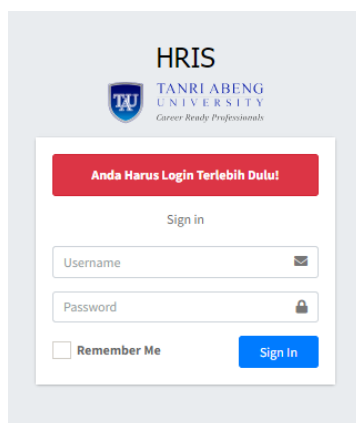 HRIS
TAU
TANRI ABENG
UNIVERSITY
Career Ready Professionals
Anda Harus Login Terlebih Dulu!
Sign in
Username
Password
Remember Me
Sign In